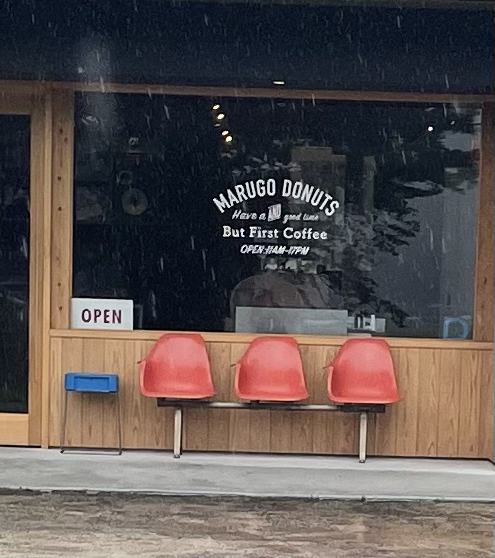 MARUGO DONUTS
Have a good time
But First Coffee
OPEN:11AM-17PM
OPEN